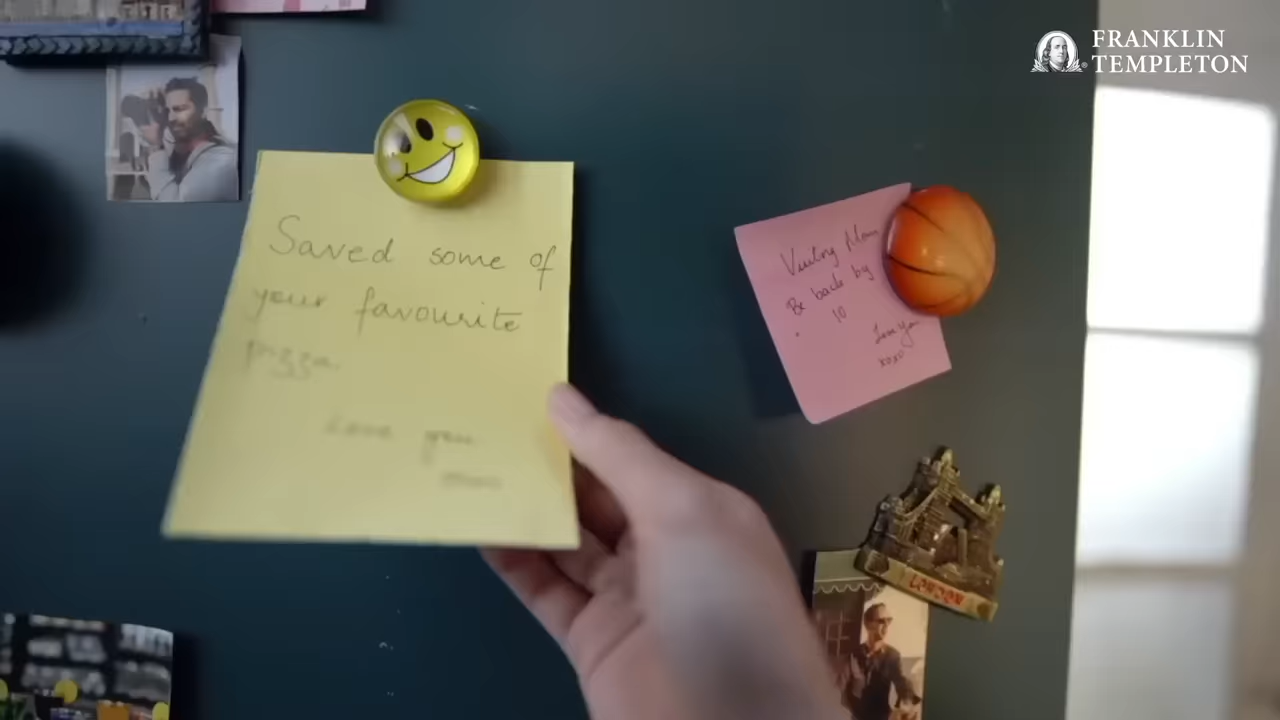 FRANKLIN
TEMPLETON
Saved some of
your favourite
pizza
Love you
Mom
Be back by
10
Love you
xoxo
LONDON